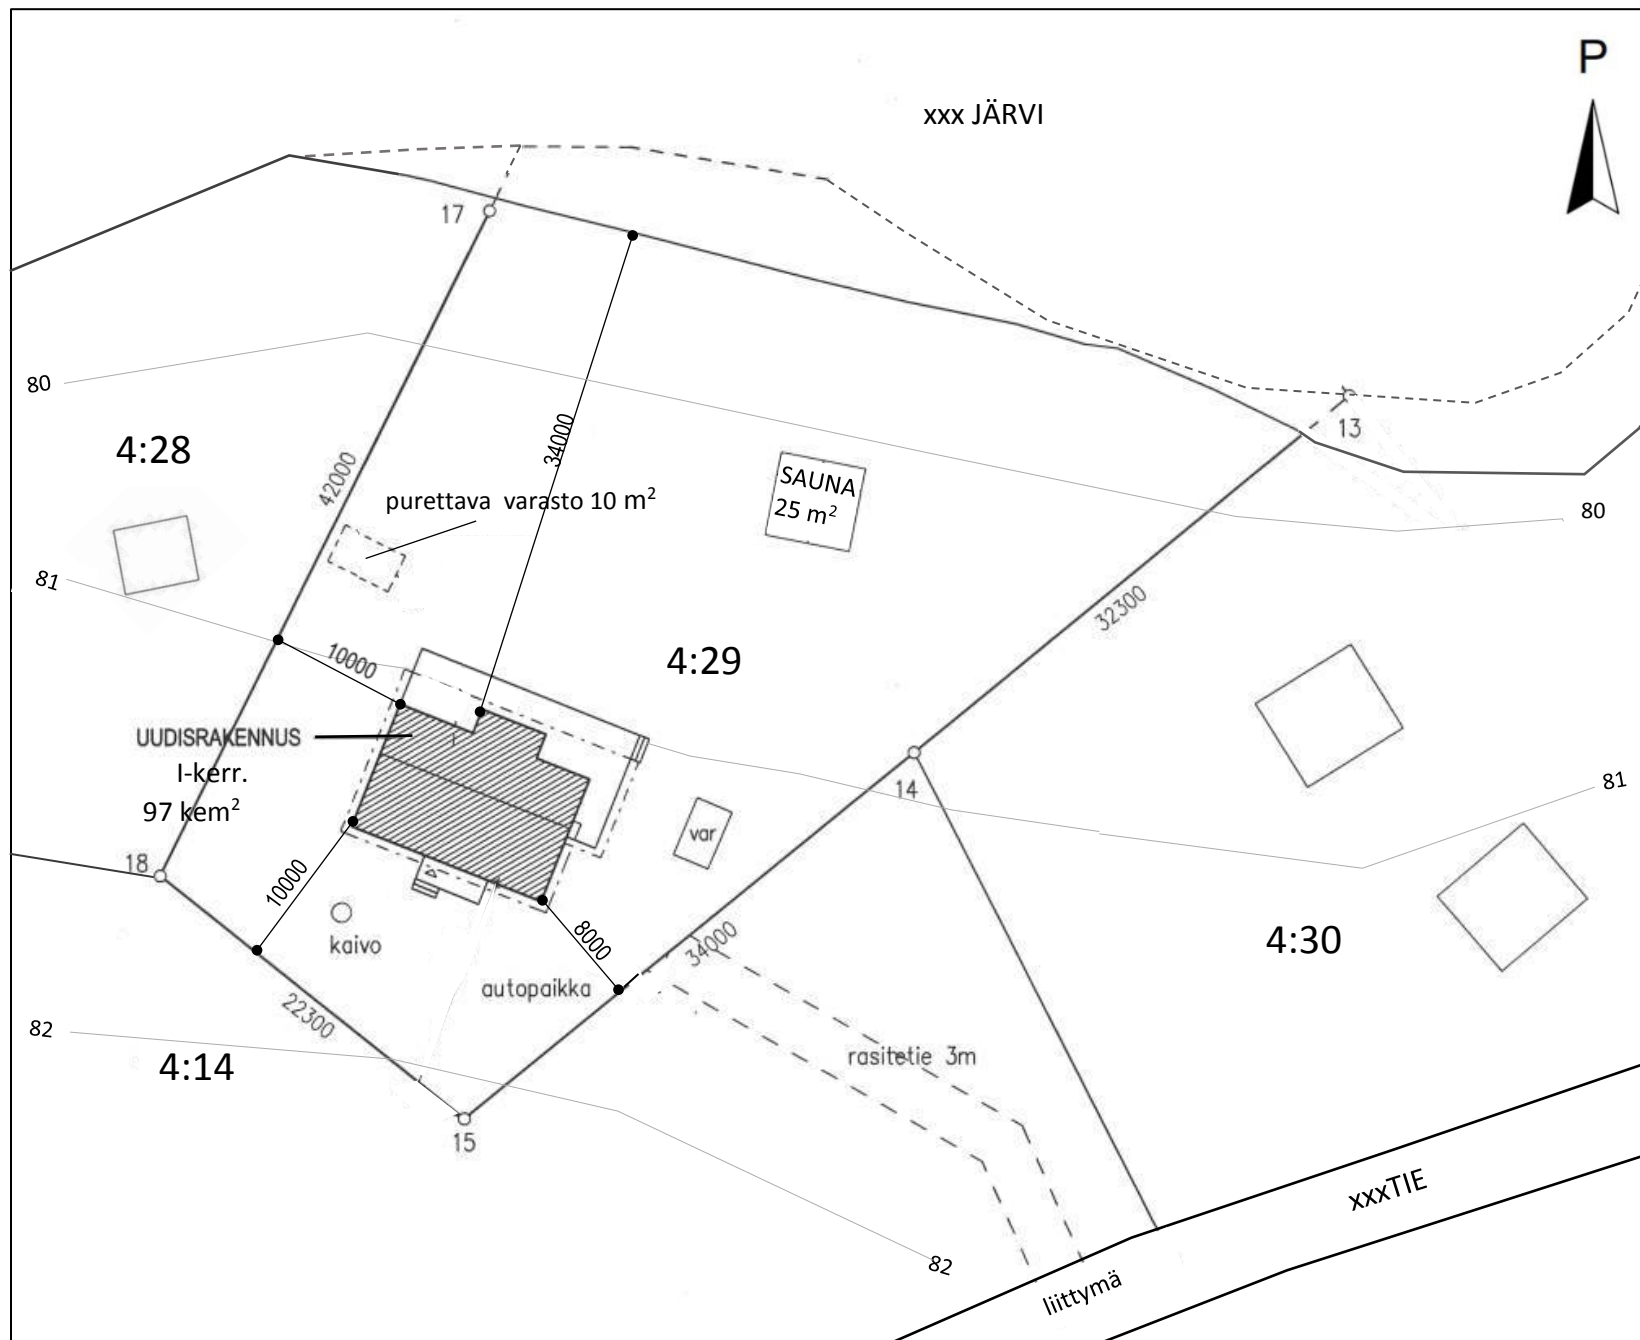 P
xxx JÄRVI
17
13
80
4:28
42000
34000
SAUNA
25 m²
purettava varasto 10 m²
80
81
32300
10000
4:29
UUDISRAKENNUS
I-kerr.
97 kem²
14
81
var
18
10000
kaivo
8000
34000
autopaikka
4:30
22300
82
4:14
rasitetie 3m
15
xxxTIE
82
liittymä